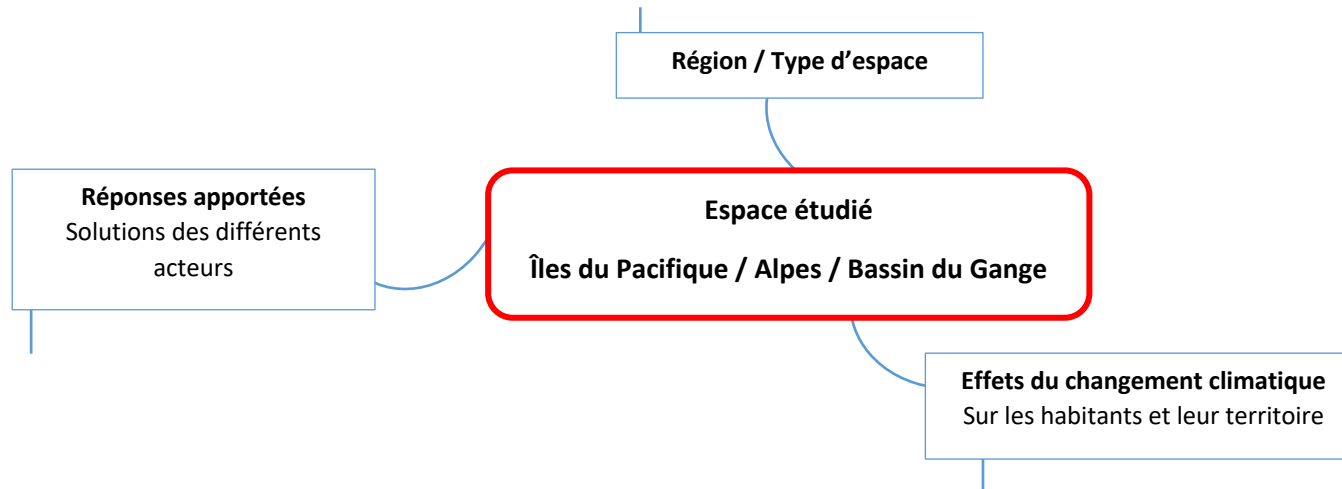 Région / Type d’espace
Réponses apportées
Solutions des différents
acteurs
Espace étudié
Îles du Pacifique / Alpes / Bassin du Gange
Effets du changement climatique
Sur les habitants et leur territoire